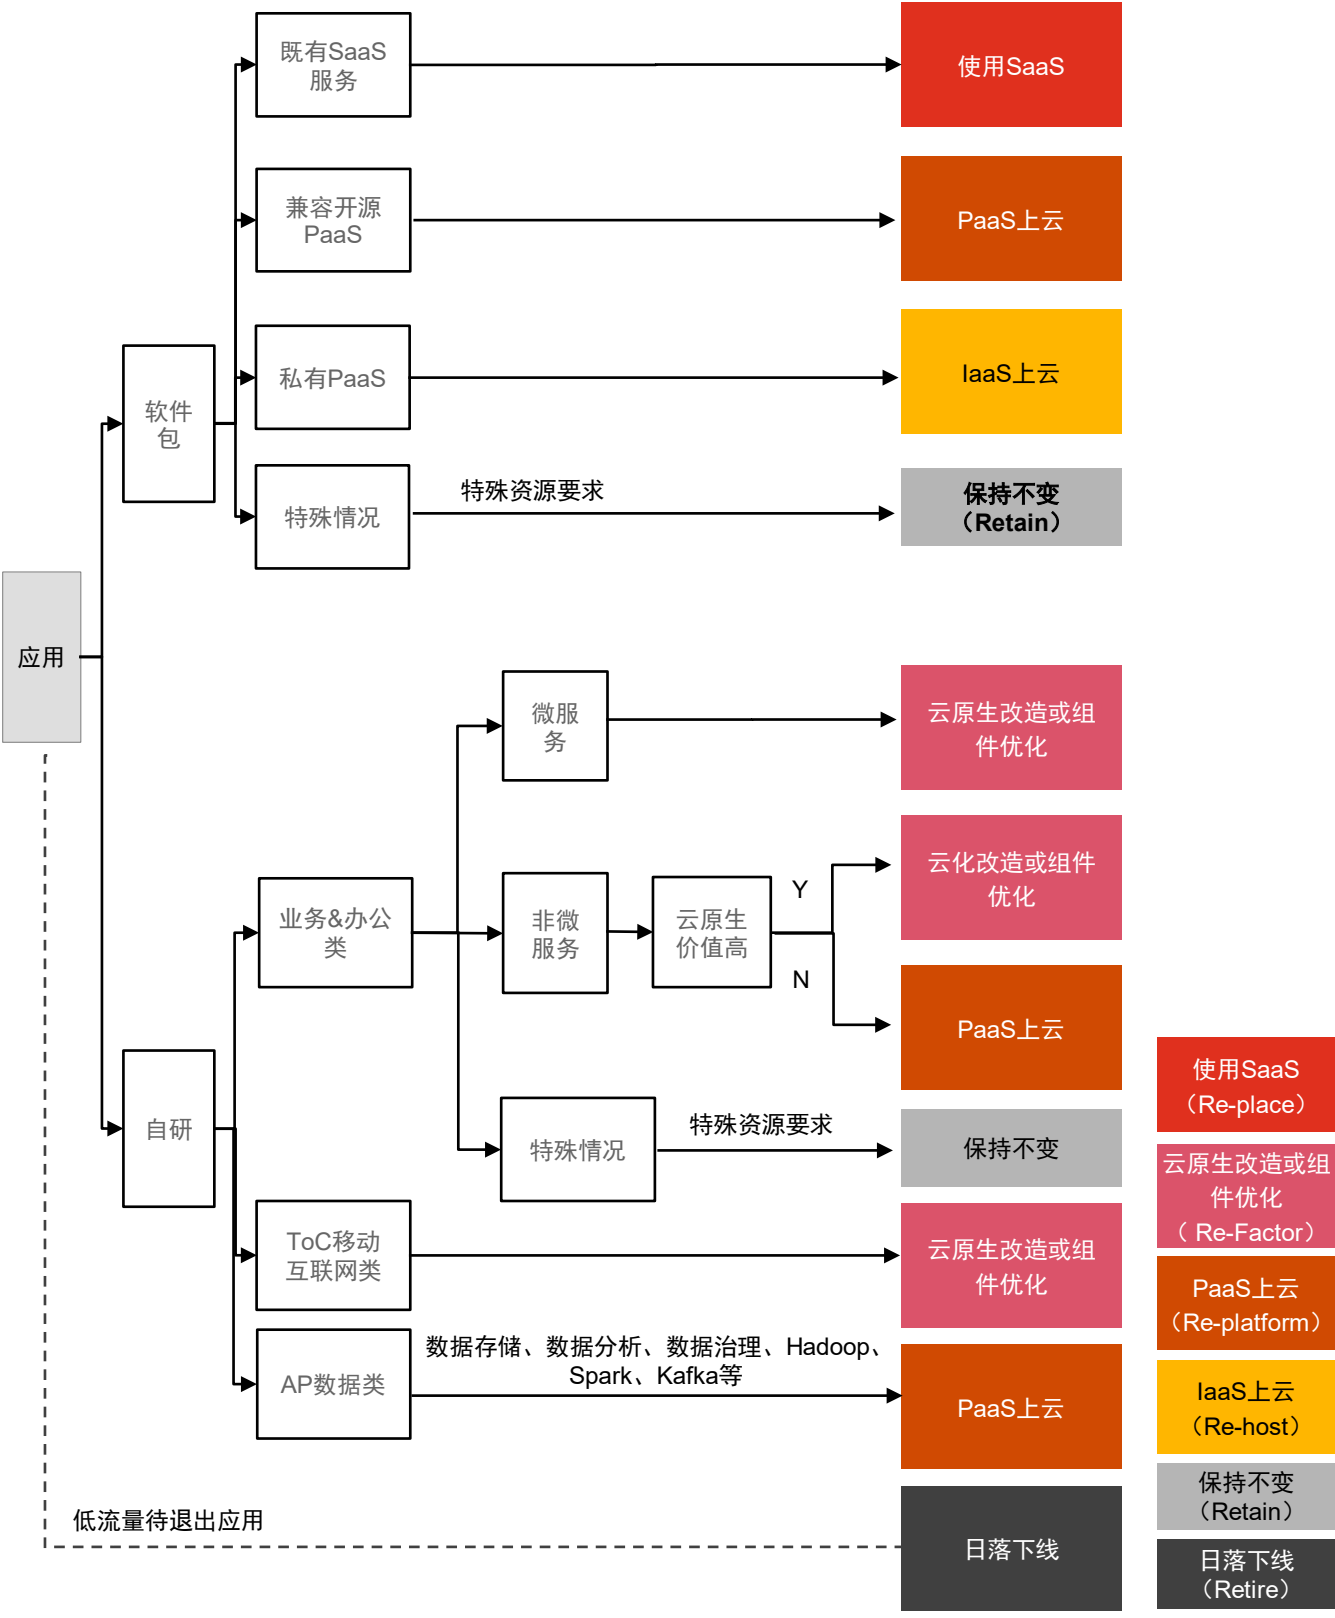 既有SaaS
服务
使用SaaS
兼容开源
PaaS
PaaS上云
私有PaaS
IaaS上云
软件
包
特殊情况
特殊资源要求
保持不变
（Retain）
应用
微服
务
云原生改造或组
件优化
业务&办公
类
非微
服务
云原生
价值高
Y
N
云化改造或组件
优化
PaaS上云
自研
特殊情况
特殊资源要求
保持不变
ToC移动
互联网类
云原生改造或组
件优化
AP数据类
数据存储、数据分析、数据治理、Hadoop、
Spark、Kafka等
PaaS上云
低流量待退出应用
日落下线
使用SaaS
（Re-place）
云原生改造或组
件优化
（ Re-Factor）
PaaS上云
（Re-platform）
IaaS上云
（Re-host）
保持不变
（Retain）
日落下线
（Retire）